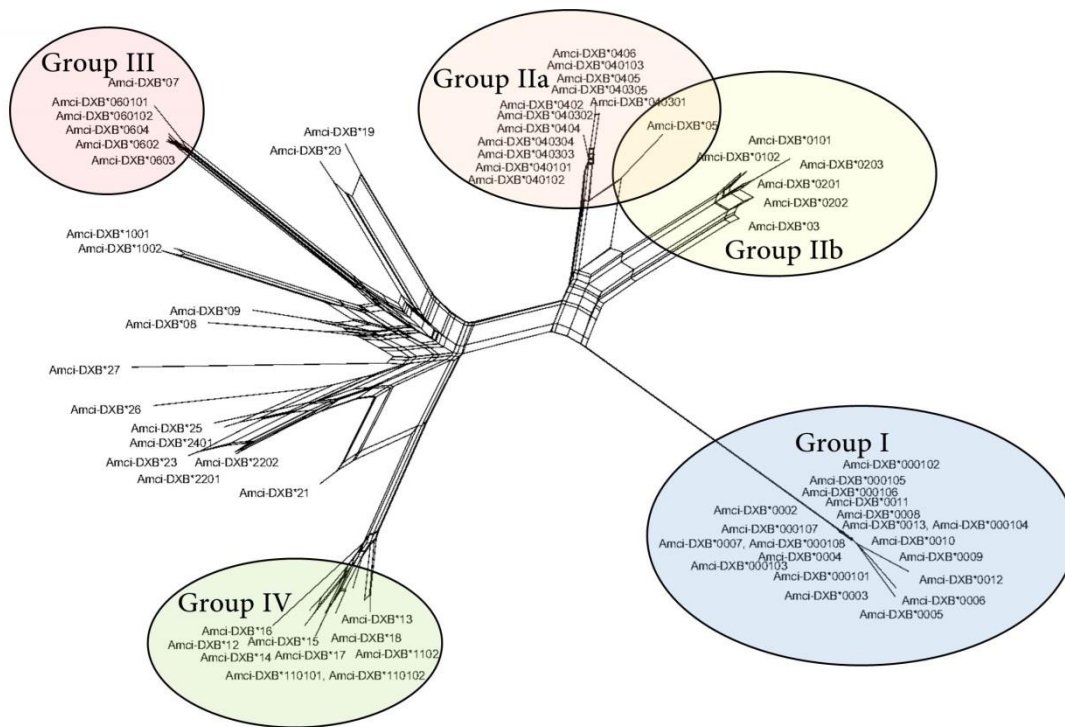 Group III
Amci-DXB*07
Amci-DXB*060101
Amci-DXB*060102
Amci-DXB*0604
Amci-DXB*0602
Amci-DXB*0603
Amci-DXB*19
Amci-DXB*20
Group IIa
Amci-DXB*0406
Amci-DXB*040103
Amci-DXB*0405
Amci-DXB*040305
Amci-DXB*0402
Amci-DXB*040301
Amci-DXB*040302
Amci-DXB*0404
Amci-DXB*040304
Amci-DXB*040303
Amci-DXB*040101
Amci-DXB*040102
Amci-DXB*05
Amci-DXB*0101
Amci-DXB*0102
Amci-DXB*0203
Amci-DXB*0201
Amci-DXB*0202
Amci-DXB*03
Group IIb
Amci-DXB*1001
Amci-DXB*1002
Amci-DXB*09
Amci-DXB*08
Amci-DXB*27
Amci-DXB*26
Amci-DXB*25
Amci-DXB*2401
Amci-DXB*23
Amci-DXB*2202
Amci-DXB*2201
Amci-DXB*21
Group I
Amci-DXB*000102
Amci-DXB*000105
Amci-DXB*000106
Amci-DXB*0011
Amci-DXB*0002
Amci-DXB*0008
Amci-DXB*000107
Amci-DXB*0013, Amci-DXB*000104
Amci-DXB*0007, Amci-DXB*000108
Amci-DXB*0010
Amci-DXB*0004
Amci-DXB*0009
Amci-DXB*000103
Amci-DXB*000101
Amci-DXB*0012
Amci-DXB*0003
Amci-DXB*0006
Amci-DXB*0005
Group IV
Amci-DXB*13
Amci-DXB*16
Amci-DXB*12
Amci-DXB*15
Amci-DXB*18
Amci-DXB*14
Amci-DXB*17
Amci-DXB*1102
Amci-DXB*110101, Amci-DXB*110102